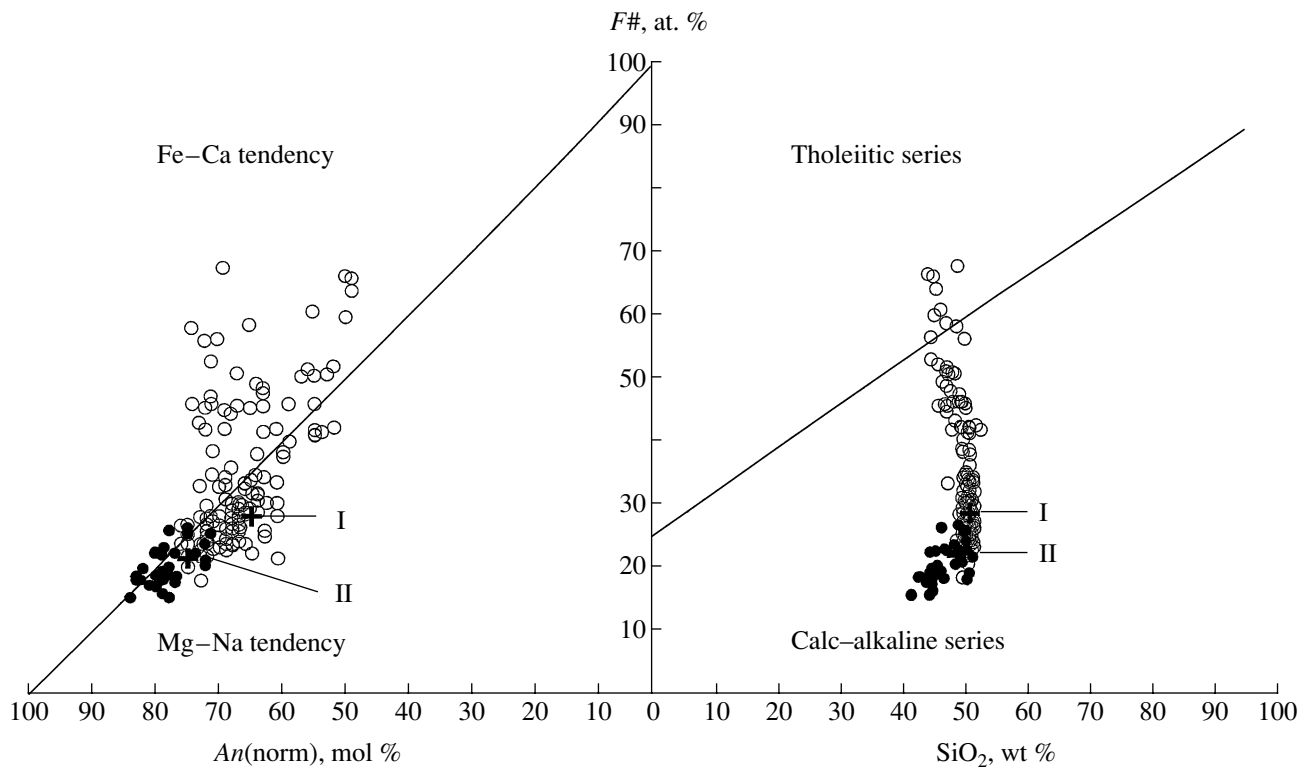 F#, at. %
100
90
Fe–Ca tendency
Tholeiitic series
70
60
50
30
I
I
20
II
II
10
Mg–Na tendency
Calc–alkaline series
100 90 80 70 60 50 40 30 20 10 0 10 20 30 40 50 60 70 80 90 100
An(norm), mol %
SiO2, wt %